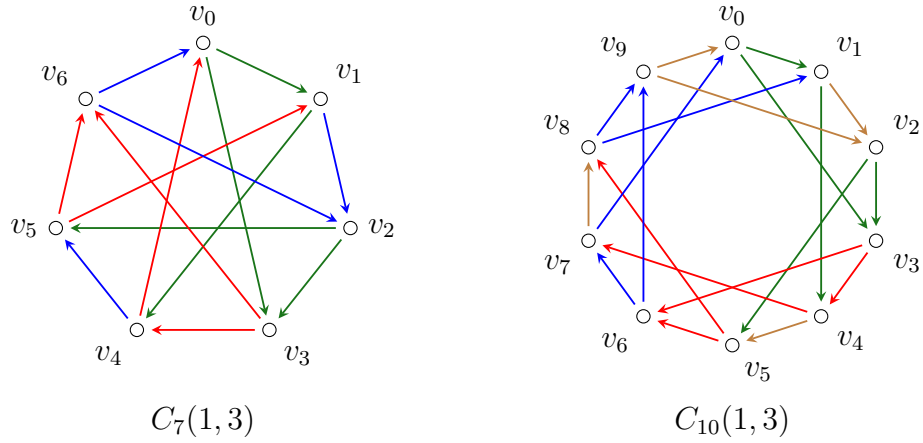 v₀
v₁
v₂
v₃
v₄
v₅
v₆
C₇(1, 3)
v₀
v₁
v₂
v₃
v₄
v₅
v₆
v₇
v₈
v₉
C₁₀(1, 3)